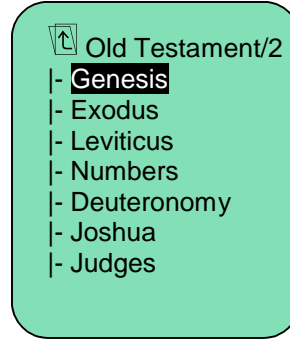 Old Testament/2
|- Genesis
|- Exodus
|- Leviticus
|- Numbers
|- Deuteronomy
|- Joshua
|- Judges